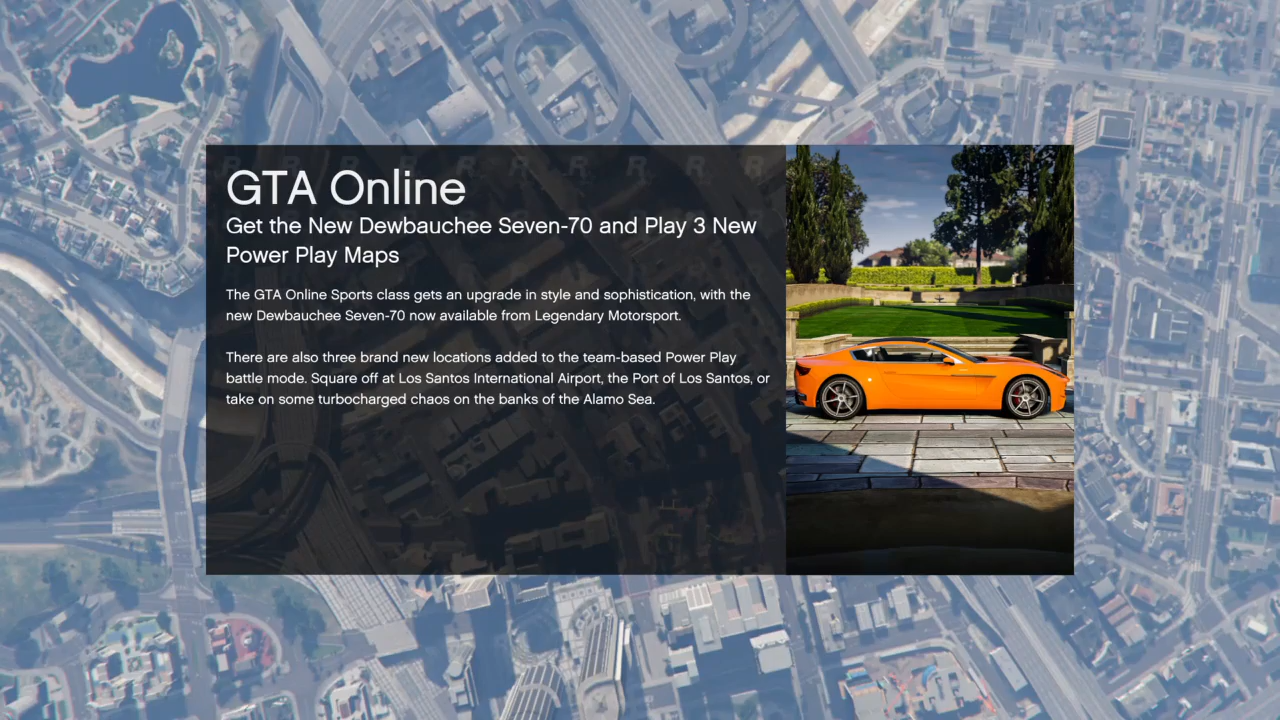 GTA Online
Get the New Dewbauchee Seven-70 and Play 3 New
Power Play Maps
The GTA Online Sports class gets an upgrade in style and sophistication, with the
new Dewbauchee Seven-70 now available from Legendary Motorsport.
There are also three brand new locations added to the team-based Power Play
battle mode. Square off at Los Santos International Airport, the Port of Los Santos, or
take on some turbocharged chaos on the banks of the Alamo Sea.